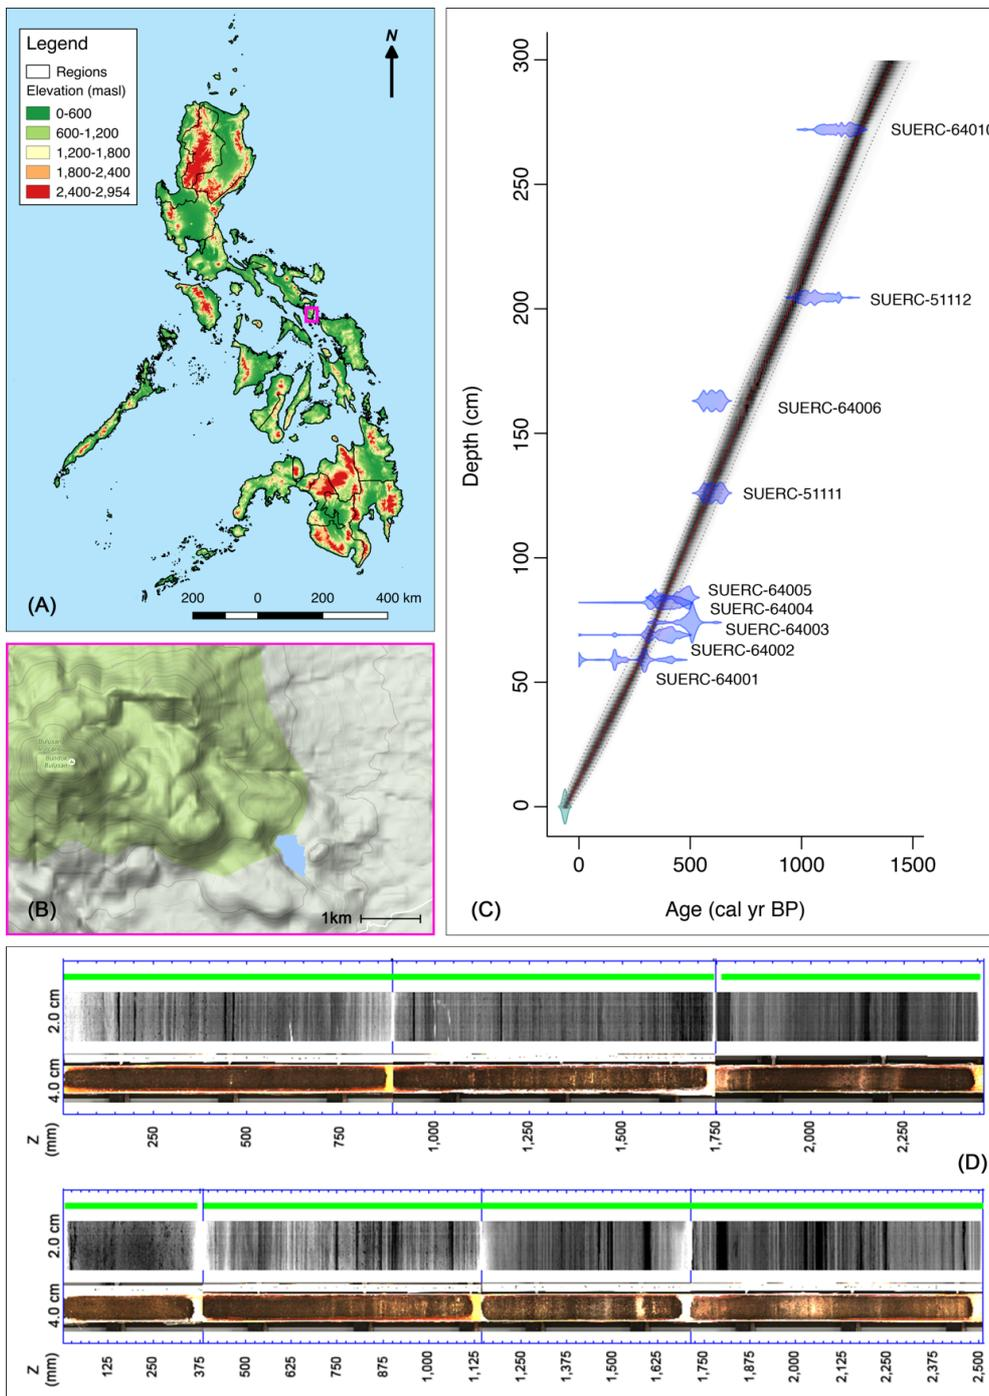 Legend
Regions
Elevation (masl)
0-600
600-1,200
1,200-1,800
1,800-2,400
2,400-2,954
N
(A)
200 0 200 400 km
Bundok
Bulusan
(B)
1km
Depth (cm)
300
250
200
150
100
50
0
SUERC-64010
SUERC-51112
SUERC-64006
SUERC-51111
SUERC-64005
SUERC-64004
SUERC-64003
SUERC-64002
SUERC-64001
0 500 1000 1500
(C)
Age (cal yr BP)
2.0 cm
4.0 cm
Z
(mm)
250 500 750 1,000 1,250 1,500 1,750 2,000 2,250
(D)
2.0 cm
4.0 cm
Z
(mm)
125 250 375 500 625 750 875 1,000 1,125 1,250 1,375 1,500 1,625 1,750 1,875 2,000 2,125 2,250 2,375 2,500